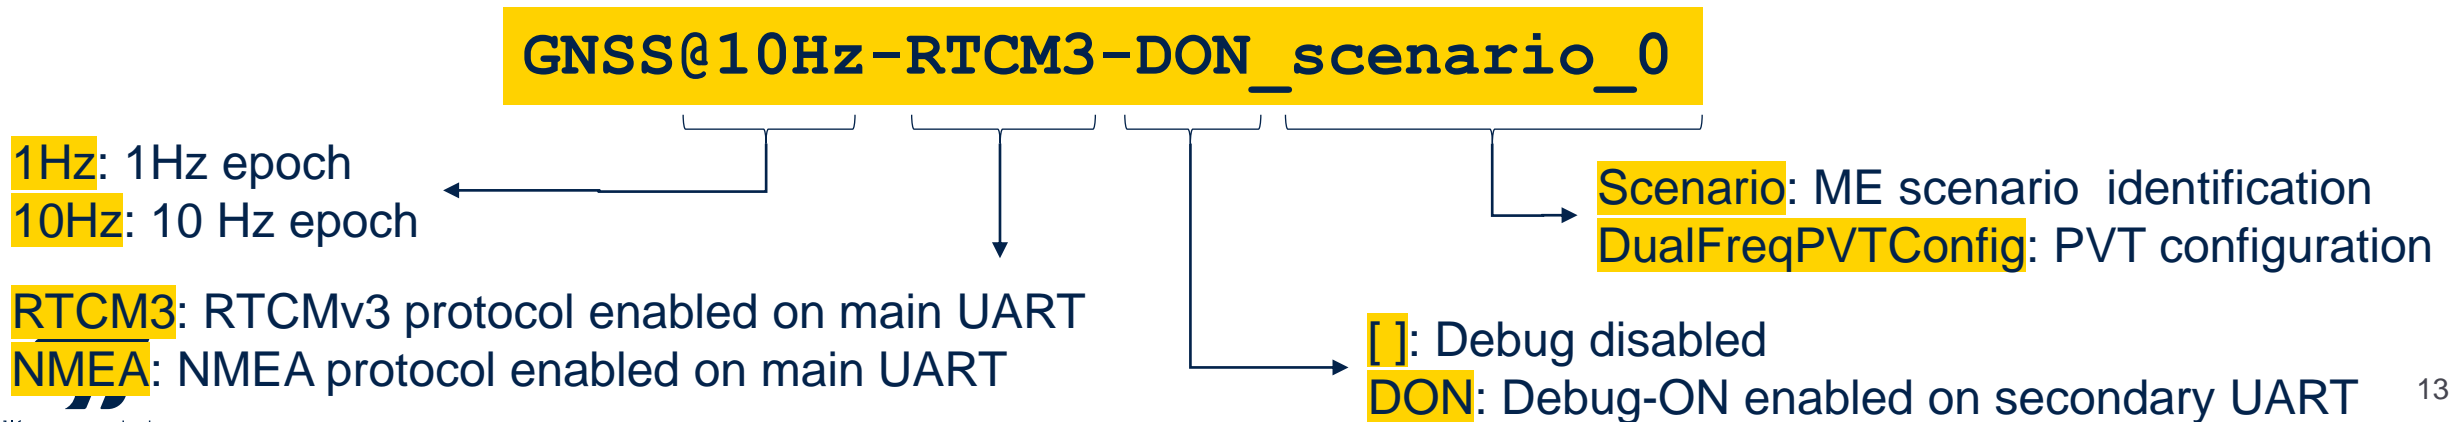 GNSS@10Hz-RTCM3-DON_scenario_0
1Hz: 1Hz epoch
10Hz: 10 Hz epoch
Scenario: ME scenario identification
DualFreqPVTConfig: PVT configuration
RTCM3: RTCMv3 protocol enabled on main UART
NMEA: NMEA protocol enabled on main UART
[ ]: Debug disabled
DON: Debug-ON enabled on secondary UART
13